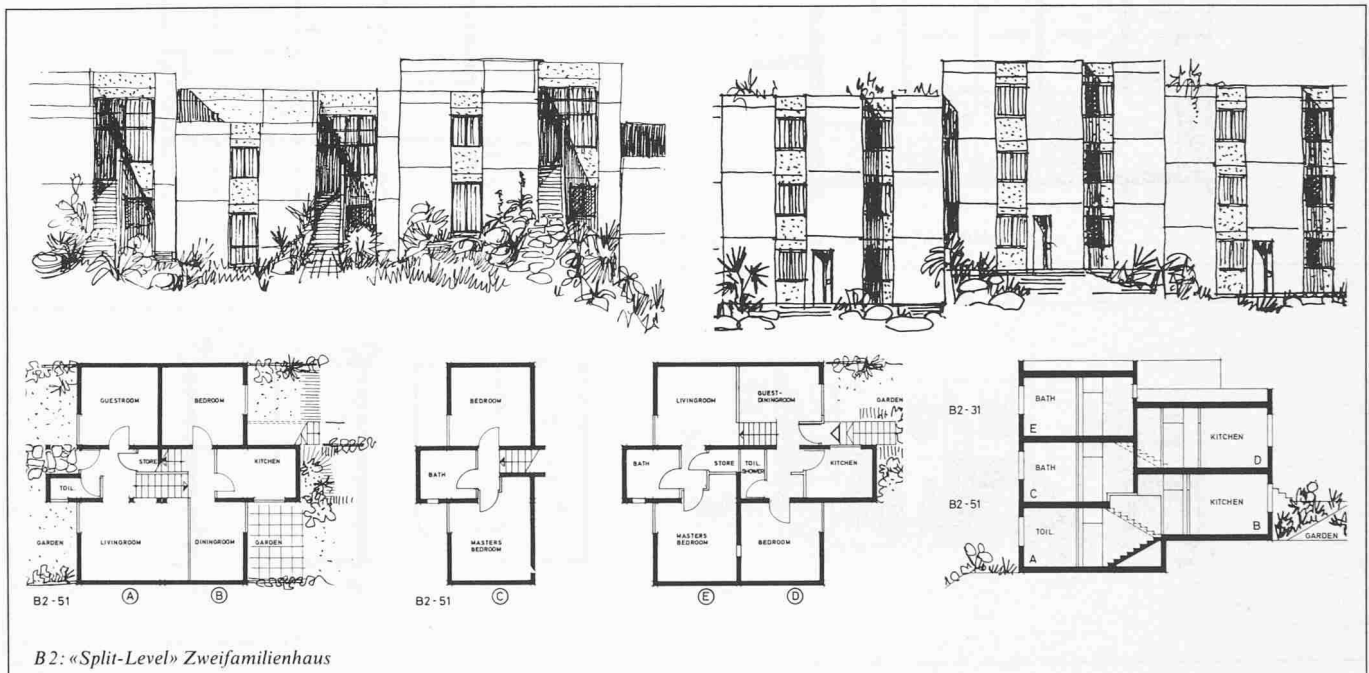 GUESTROOM
BEDROOM
STORE
KITCHEN
TOIL.
GARDEN
LIVINGROOM
DININGROOM
GARDEN
B2-51
A
B
BEDROOM
BATH
MASTERS
BEDROOM
B2-51
C
LIVINGROOM
GUEST-
DININGROOM
GARDEN
BATH
STORE
TOIL.
SHOWER
KITCHEN
MASTERS
BEDROOM
BEDROOM
E
D
B2-31
BATH
E
KITCHEN
D
BATH
C
B2-51
KITCHEN
B
TOIL.
A
GARDEN
B2: «Split-Level» Zweifamilienhaus